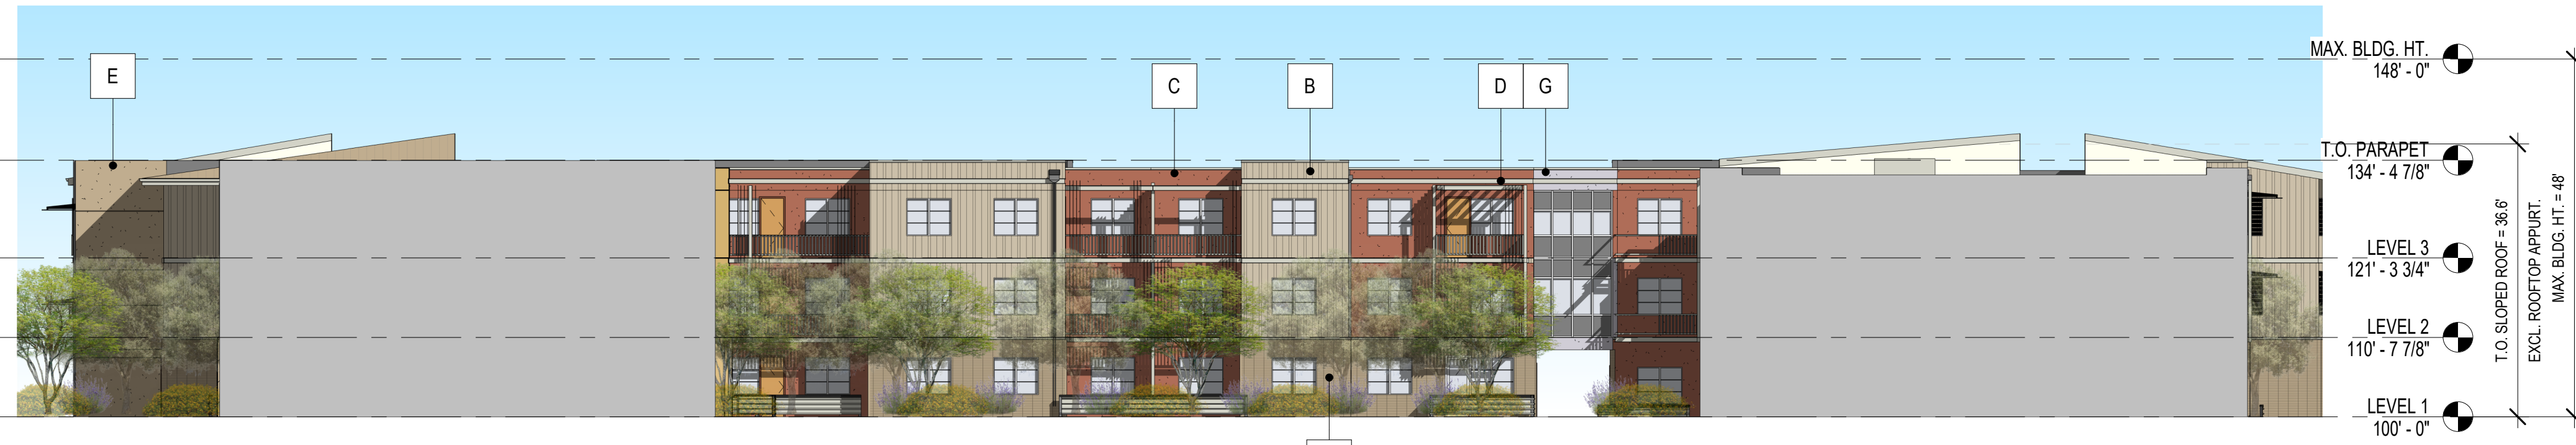 E
C
B
D
G
MAX. BLDG. HT.
148' - 0"
T.O. PARAPET
134' - 4 7/8"
LEVEL 3
121' - 3 3/4"
LEVEL 2
110' - 7 7/8"
LEVEL 1
100' - 0"
T.O. SLOPED ROOF = 36.6'
EXCL. ROOFTOP APPURT.
MAX. BLDG. HT. = 48'